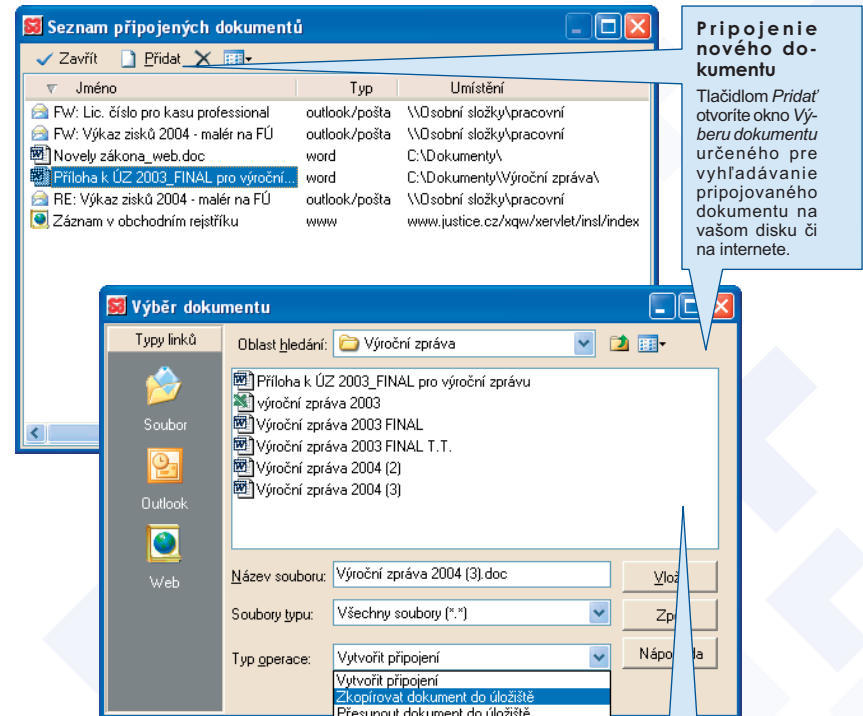 Seznam připojených dokumentů
Zavřít Přidat
Jméno Typ Umístění
FW: Lic. číslo pro kasu professional outlook/pošta \\Osobní složky\pracovní
FW: Výkaz zisků 2004 - malér na FÚ outlook/pošta \\Osobní složky\pracovní
Novely zákona_web.doc word C:\Dokumenty\
Příloha k ÚZ 2003_FINAL pro výroční... word C:\Dokumenty\Výroční zpráva\
RE: Výkaz zisků 2004 - malér na FÚ outlook/pošta \\Osobní složky\pracovní
Záznam v obchodním rejstříku www www.justice.cz/xqw/xervlet/insl/index
Pripojenie
nového do-
kumentu
Tlačidlom Pridať
otvoríte okno Vý-
beru dokumentu
určeného pre
vyhľadávanie
pripojovaného
dokumentu na
vašom disku či
na internete.
Výběr dokumentu
Typy linků
Soubor
Outlook
Web
Oblast hledání: Výroční zpráva
Příloha k ÚZ 2003_FINAL pro výroční zprávu
výroční zpráva 2003
Výroční zpráva 2003 FINAL
Výroční zpráva 2003 FINAL T.T.
Výroční zpráva 2004 (2)
Výroční zpráva 2004 (3)
Název souboru: Výroční zpráva 2004 (3).doc
Soubory typu: Všechny soubory (*.*)
Typ operace: Vytvořit připojení
Vytvořit připojení
Zkopírovat dokument do úložiště
Přesunout dokument do úložiště